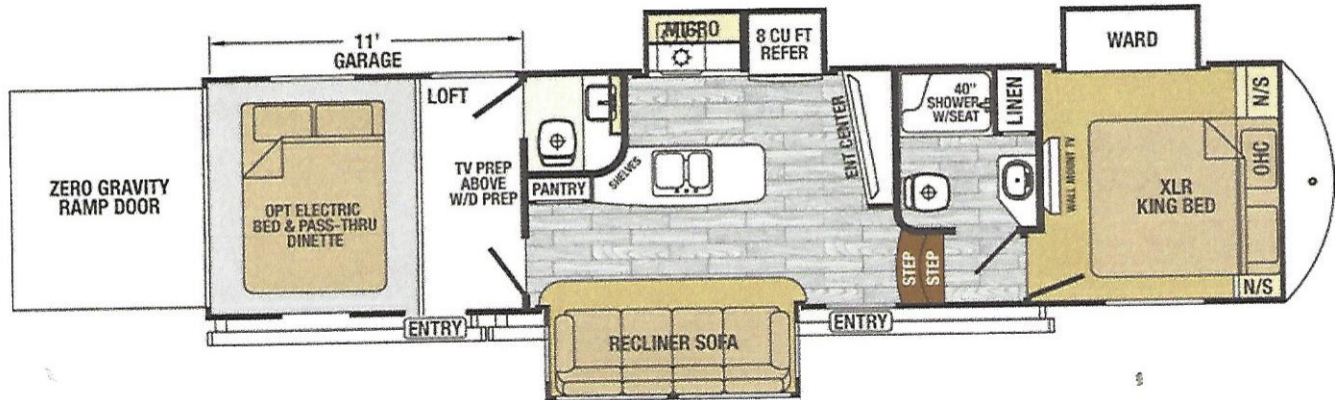 11'
GARAGE
ZERO GRAVITY
RAMP DOOR
OPT ELECTRIC
BED & PASS-THRU
DINETTE
LOFT
TV PREP
ABOVE
W/D PREP
ENTRY
PANTRY
SHELVES
MICRO
8 CU FT
REFER
ENT CENTER
RECLINER SOFA
ENTRY
STEP
STEP
40"
SHOWER
W/SEAT
LINEN
WARD
WALL MOUNT TV
XLR
KING BED
N/S
OHC
N/S